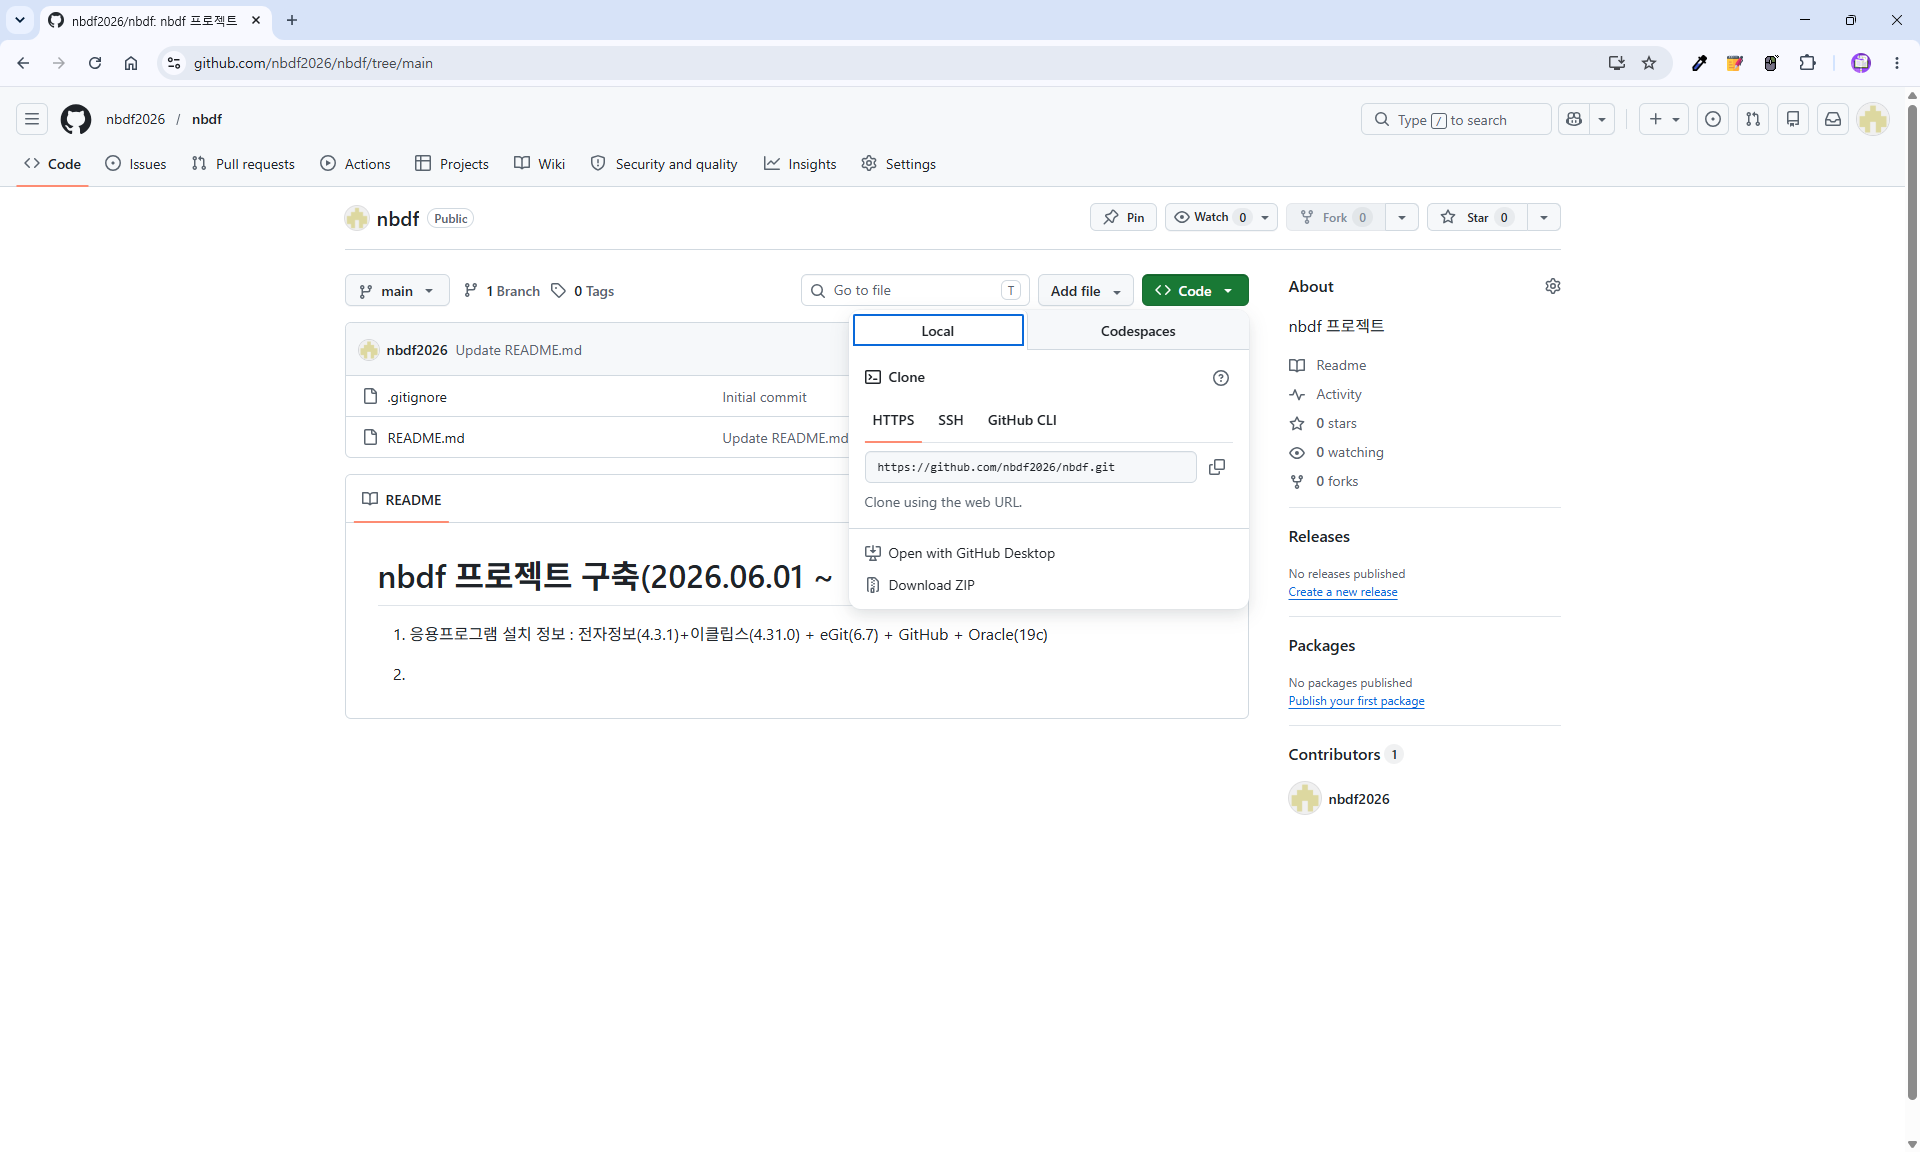 nbdf2026/nbdf: nbdf 프로젝트
github.com/nbdf2026/nbdf/tree/main
nbdf2026 / nbdf
Type / to search
Code Issues Pull requests Actions Projects Wiki Security and quality Insights Settings
nbdf Public
Pin Watch 0 Fork 0 Star 0
main 1 Branch 0 Tags Go to file T Add file Code
Local Codespaces
Clone
HTTPS SSH GitHub CLI
https://github.com/nbdf2026/nbdf.git
Clone using the web URL.
Open with GitHub Desktop
Download ZIP
nbdf2026 Update README.md
.gitignore Initial commit
README.md Update README.md
README
nbdf 프로젝트 구축(2026.06.01 ~
1. 응용프로그램 설치 정보 : 전자정보(4.3.1)+이클립스(4.31.0) + eGit(6.7) + GitHub + Oracle(19c)
2.
About
nbdf 프로젝트
Readme
Activity
0 stars
0 watching
0 forks
Releases
No releases published
Create a new release
Packages
No packages published
Publish your first package
Contributors 1
nbdf2026